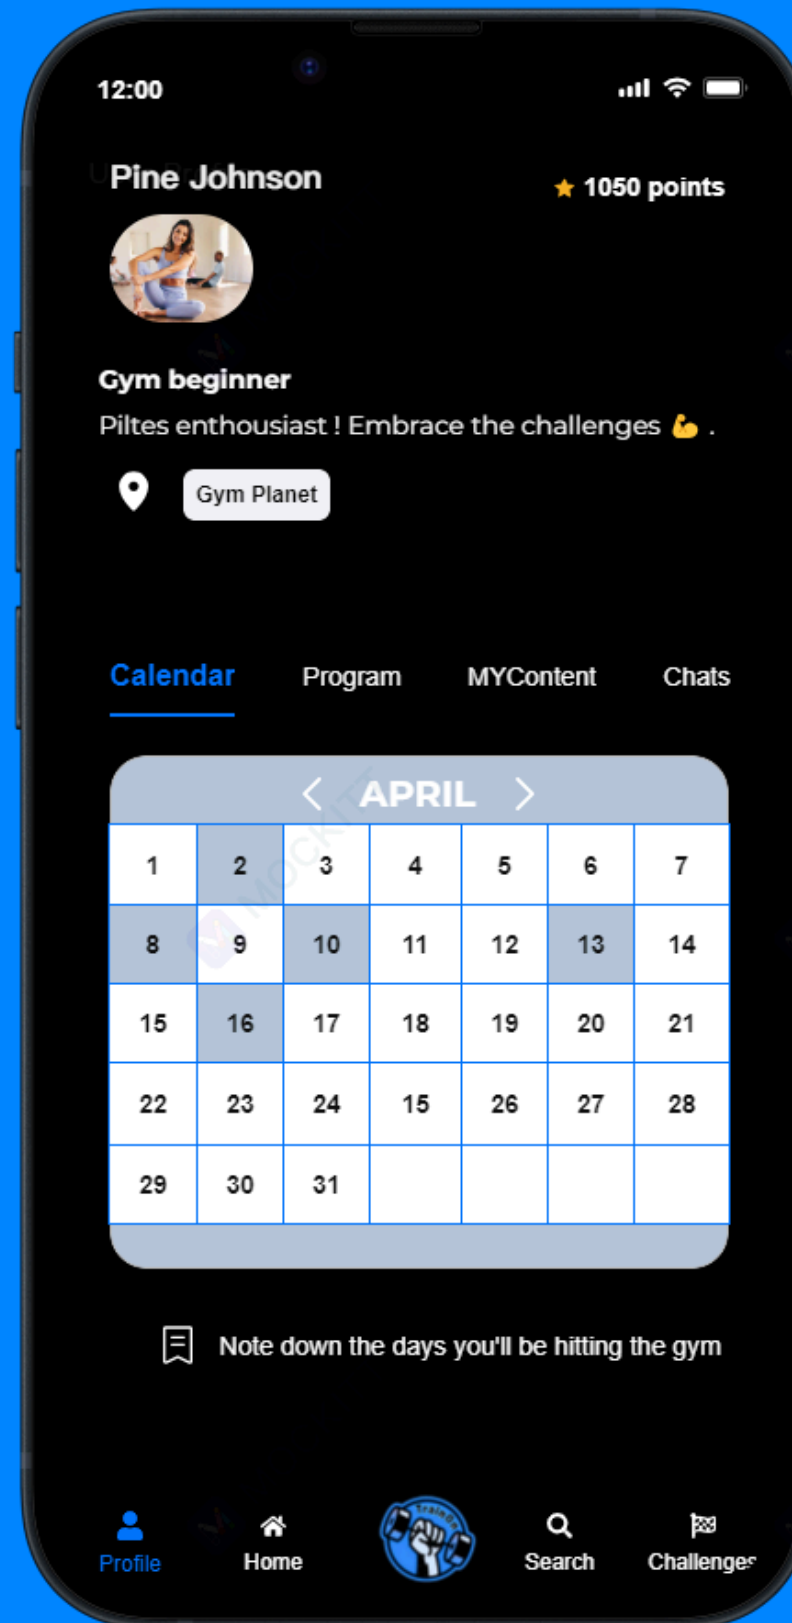 12:00
Pine Johnson
1050 points
Gym beginner
Piltes enthousiast ! Embrace the challenges 💪 .
Gym Planet
Calendar Program MYContent Chats
APRIL
1 2 3 4 5 6 7
8 9 10 11 12 13 14
15 16 17 18 19 20 21
22 23 24 15 26 27 28
29 30 31
MOCKITT
Note down the days you'll be hitting the gym
Profile Home Search Challenges